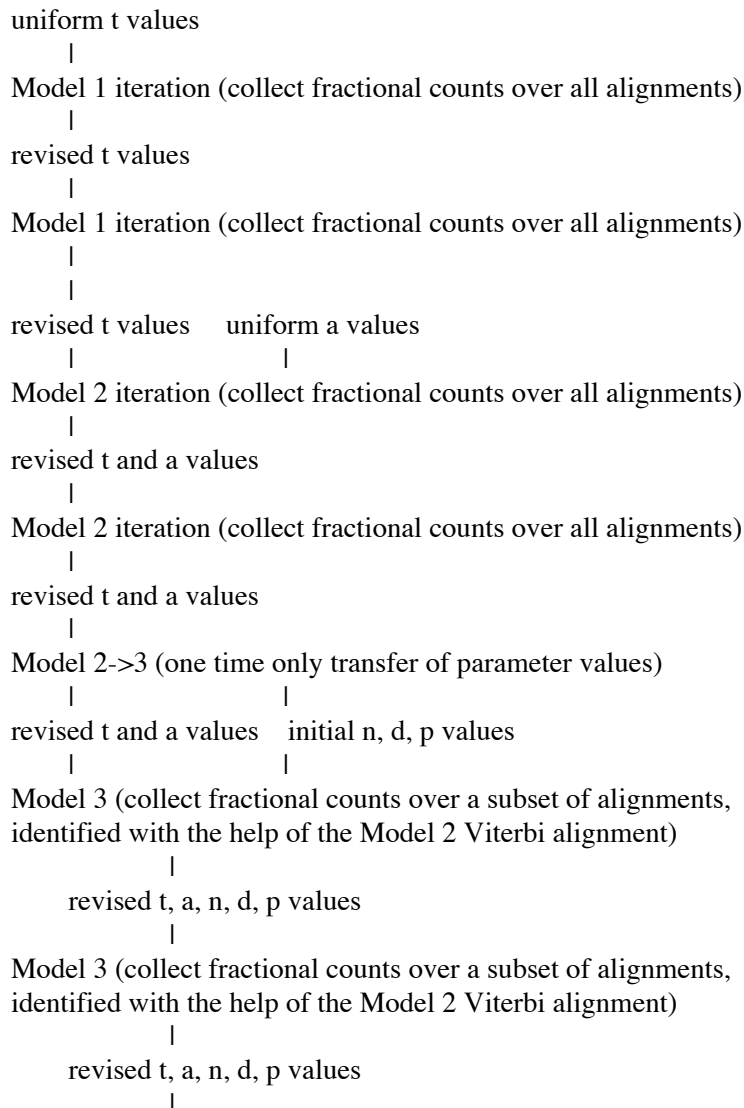 uniform t values
|
Model 1 iteration (collect fractional counts over all alignments)
|
revised t values
|
Model 1 iteration (collect fractional counts over all alignments)
|
|
revised t values uniform a values
| |
Model 2 iteration (collect fractional counts over all alignments)
|
revised t and a values
|
Model 2 iteration (collect fractional counts over all alignments)
|
revised t and a values
|
Model 2->3 (one time only transfer of parameter values)
| |
revised t and a values initial n, d, p values
| |
Model 3 (collect fractional counts over a subset of alignments,
identified with the help of the Model 2 Viterbi alignment)
|
revised t, a, n, d, p values
|
Model 3 (collect fractional counts over a subset of alignments,
identified with the help of the Model 2 Viterbi alignment)
|
revised t, a, n, d, p values
|